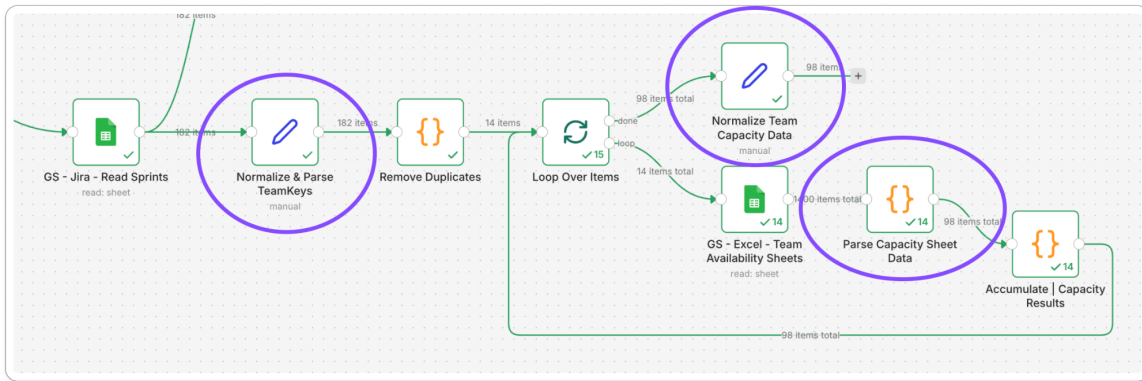 182 items
98 items
98 items total
done
Normalize Team
Capacity Data
manual
182 items
182 items
14 items
loop
GS - Jira - Read Sprints
read: sheet
Normalize & Parse
TeamKeys
manual
Remove Duplicates
Loop Over Items
15
14 items total
1400 items total
14
14
98 items total
GS - Excel - Team
Availability Sheets
read: sheet
Parse Capacity Sheet
Data
14
Accumulate | Capacity
Results
98 items total